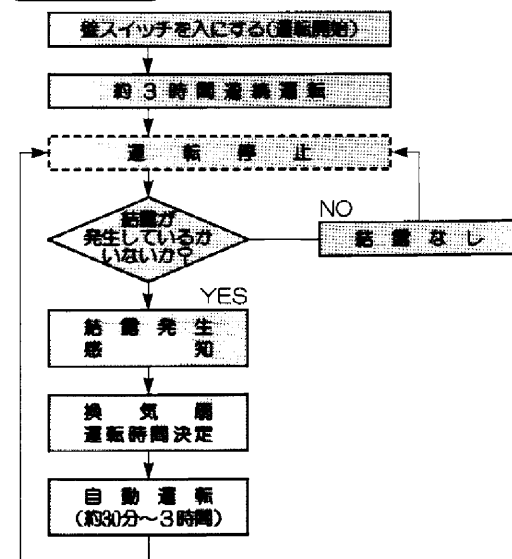 壁スイッチを入にする(運転開始)
約3時間連続運転
運転停止
結露が
発生しているか
いないか?
NO
結露なし
YES
結露発生
感知
換気扇
運転時間決定
自動運転
(約30分～3時間)